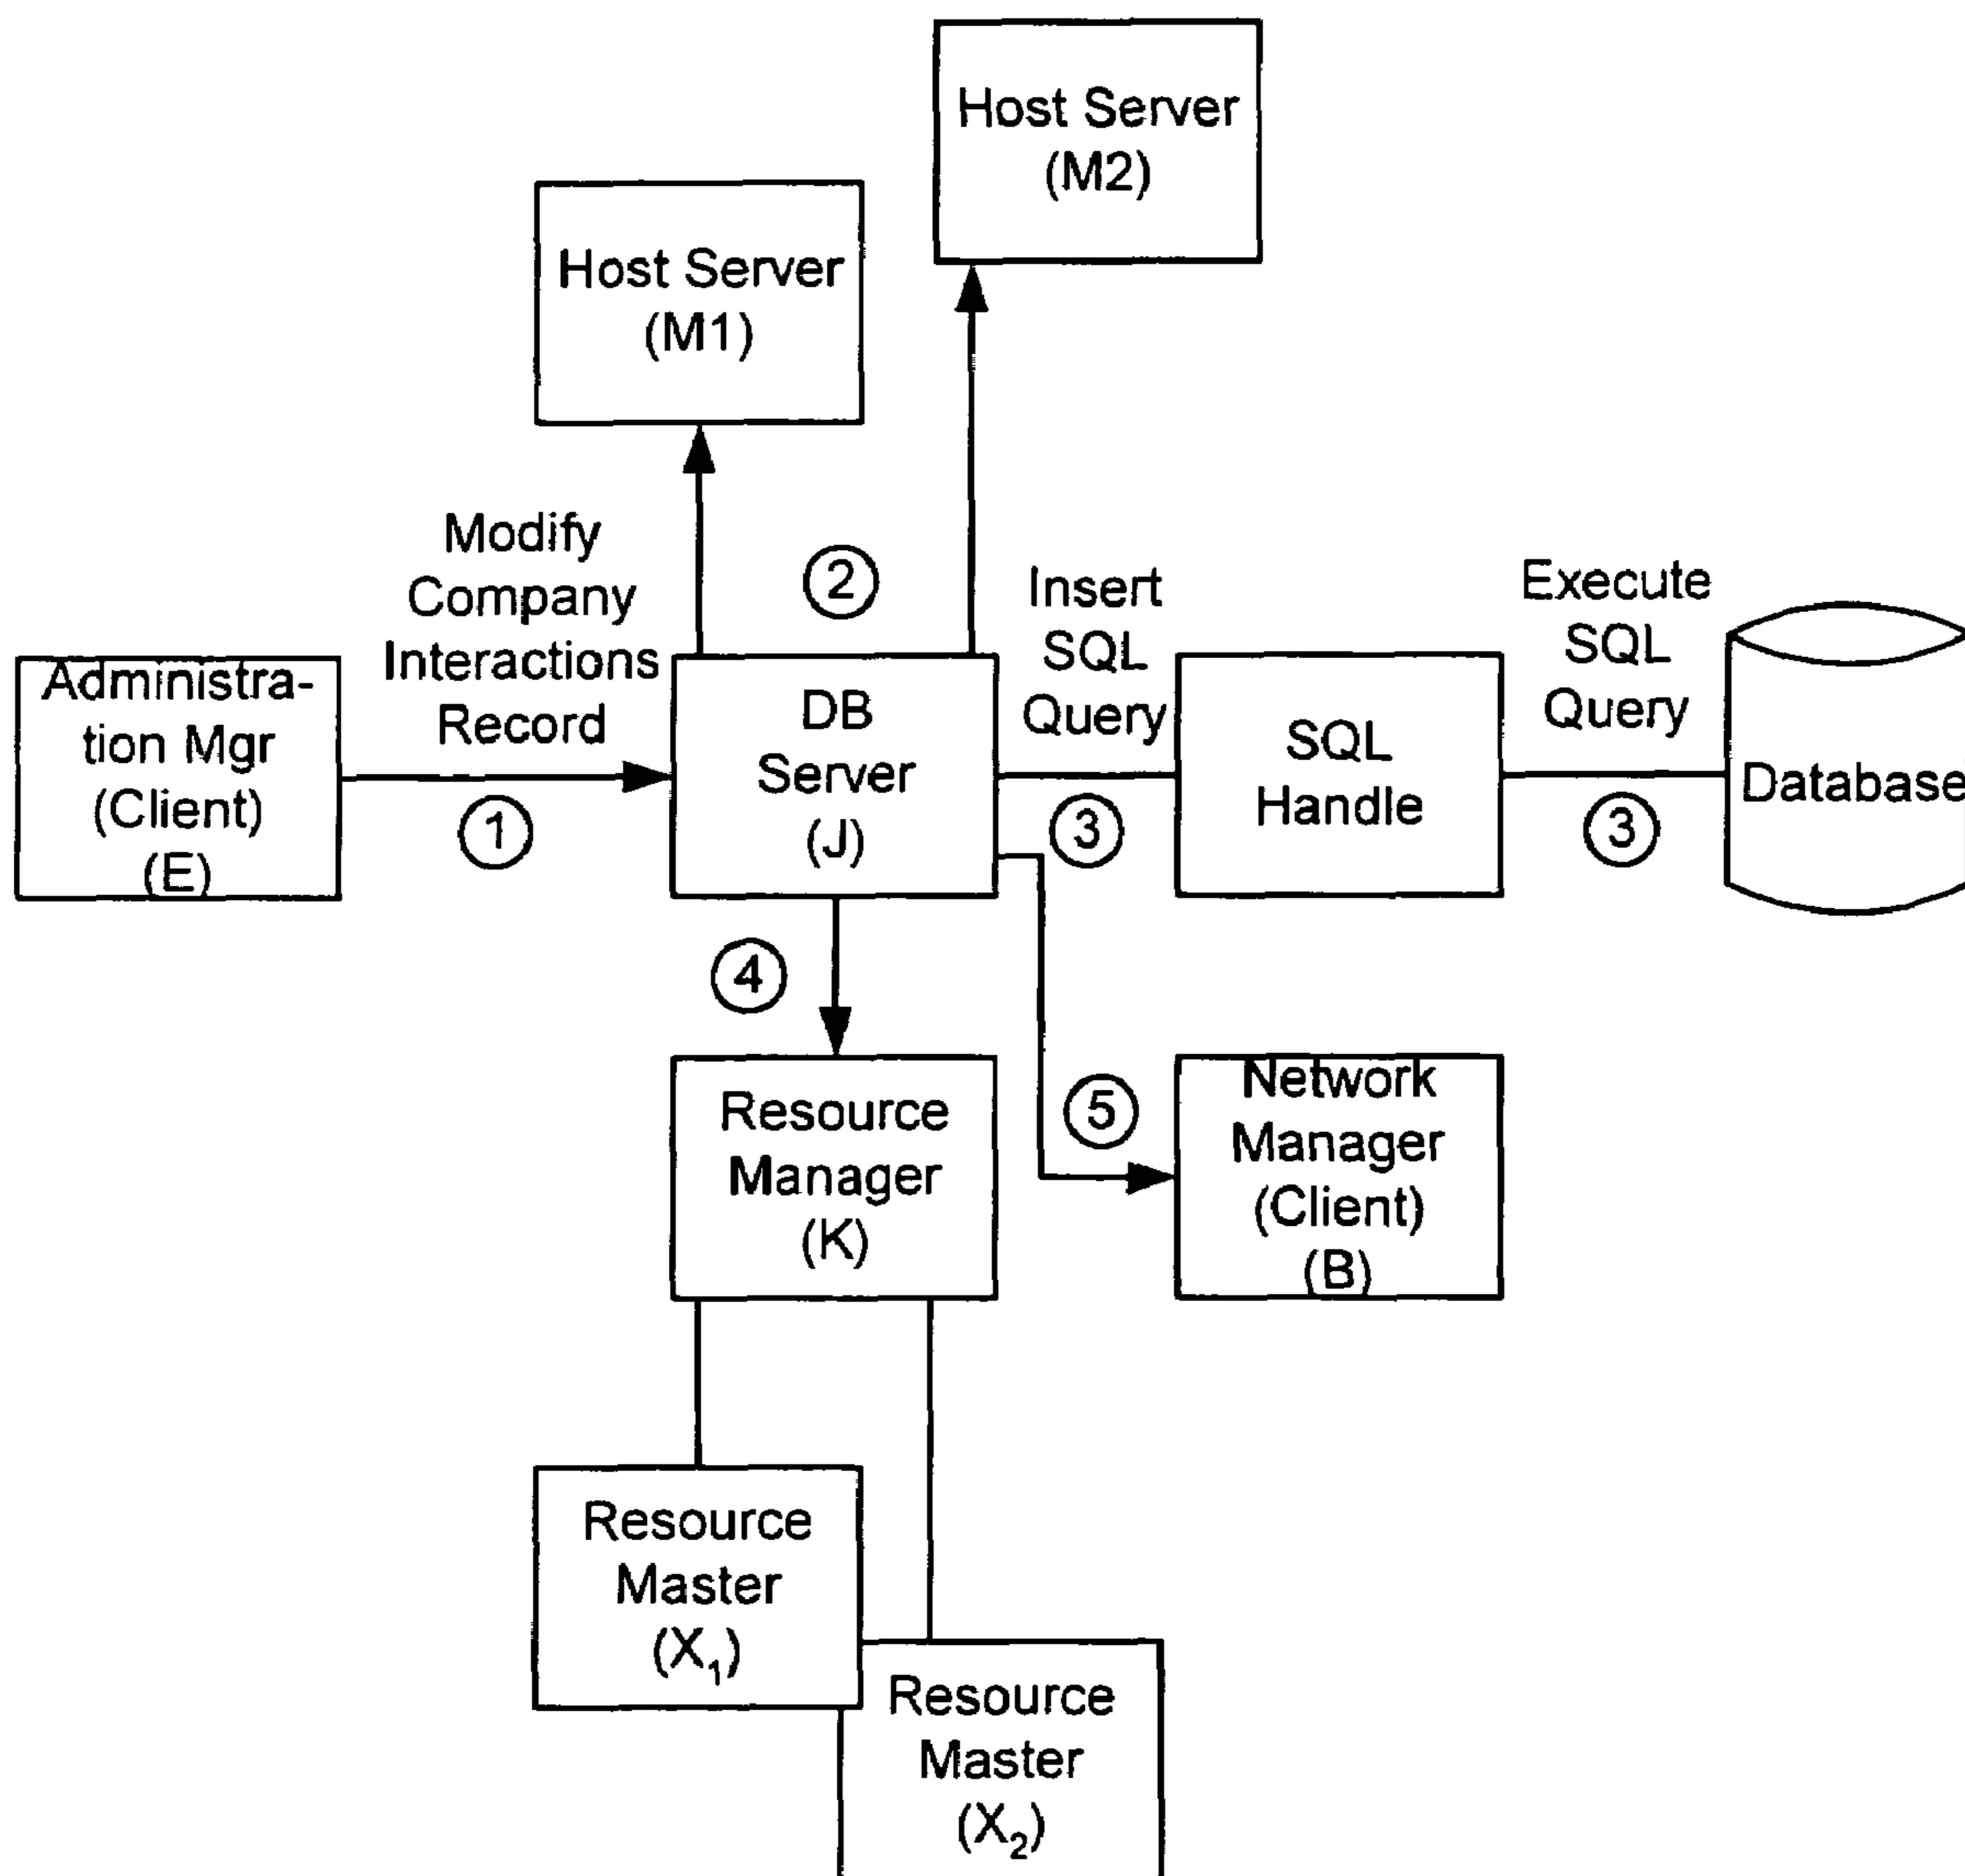 Host Server
(M2)
Host Server
(M1)
Modify
Company
Interactions
Record
2
Insert
SQL
Query
Execute
SQL
Query
Administra-
tion Mgr
(Client)
(E)
1
DB
Server
(J)
3
SQL
Handle
3
Database
4
Resource
Manager
(K)
5
Network
Manager
(Client)
(B)
Resource
Master
(X₁)
Resource
Master
(X₂)